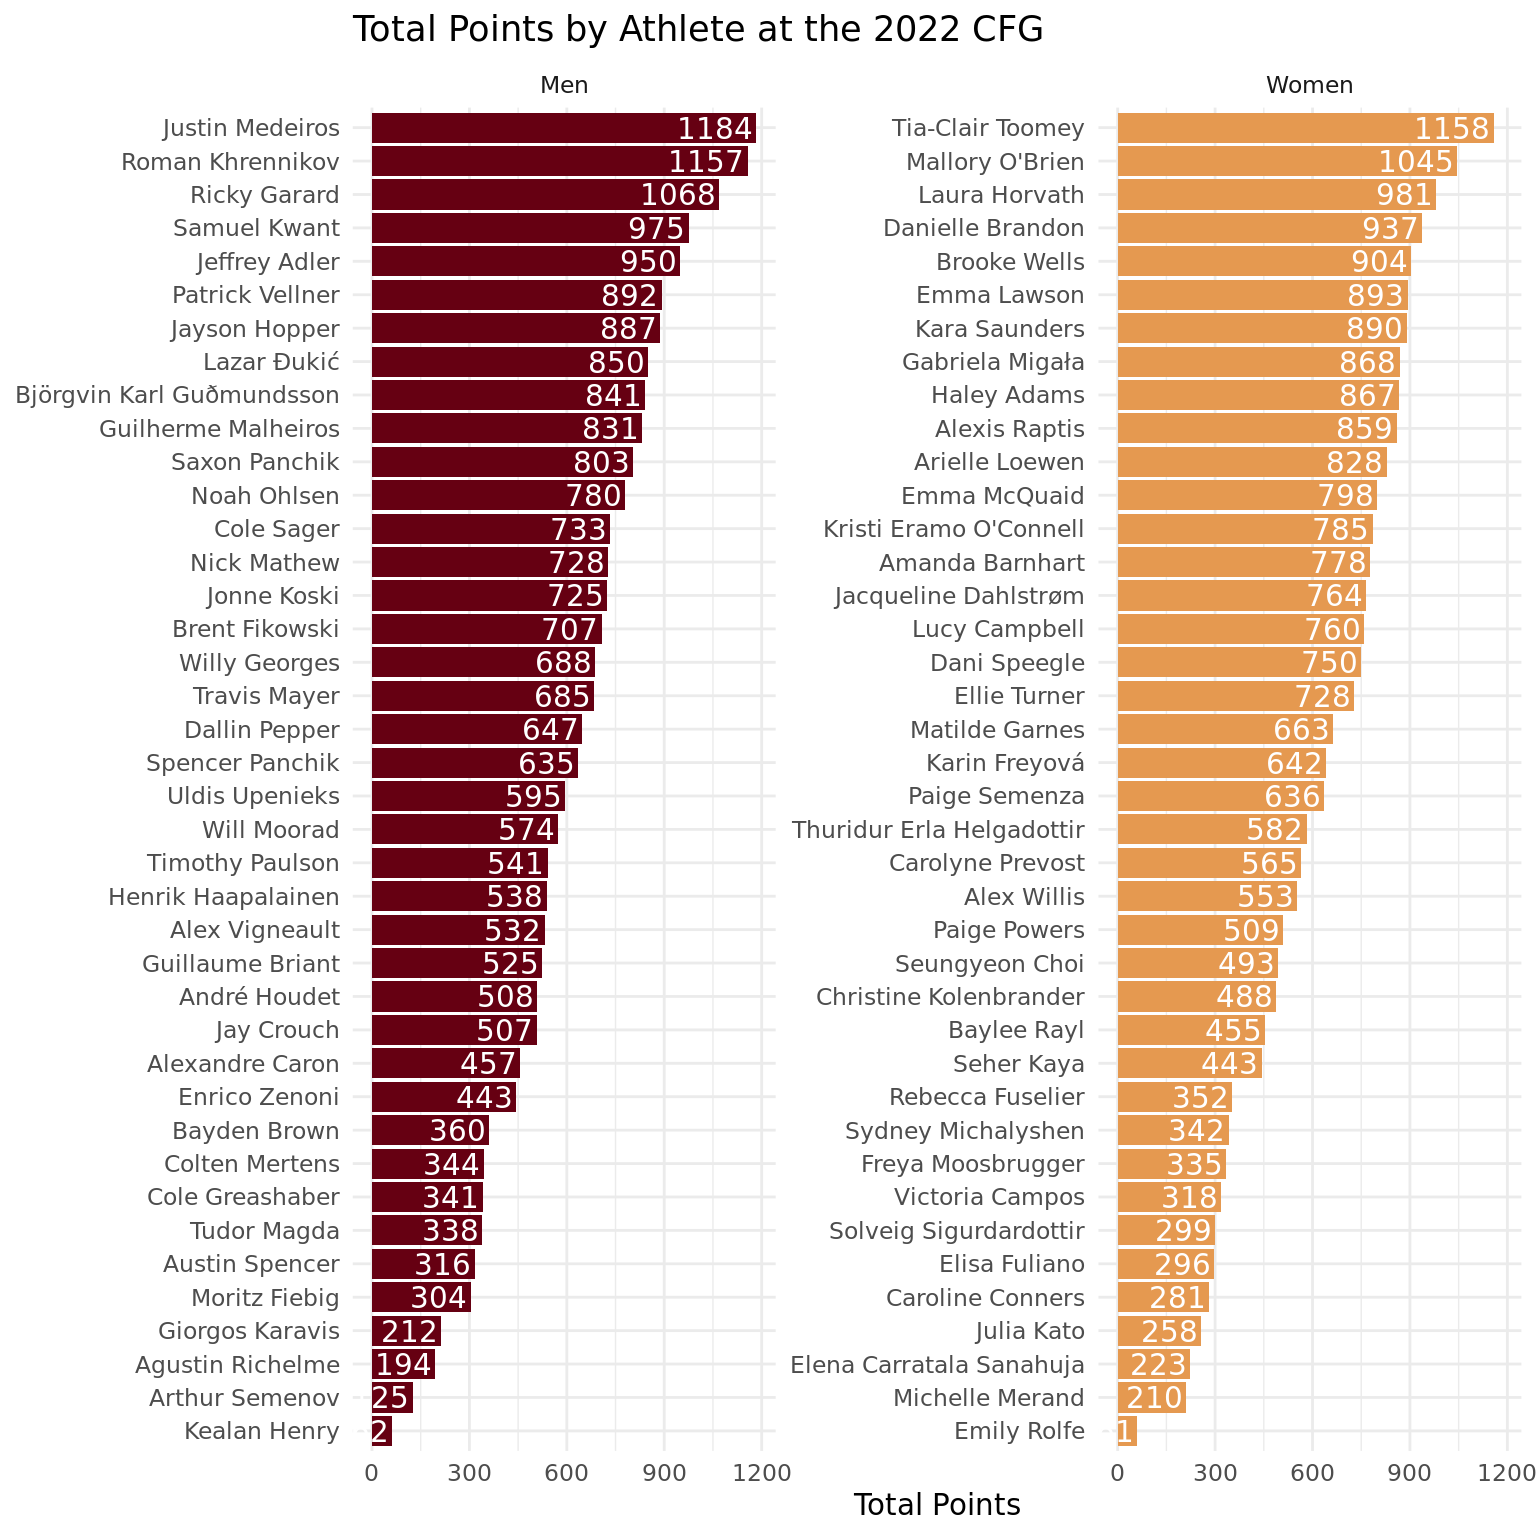 Total Points by Athlete at the 2022 CFG
Men
Justin Medeiros 1184
Roman Khrennikov 1157
Ricky Garard 1068
Samuel Kwant 975
Jeffrey Adler 950
Patrick Vellner 892
Jayson Hopper 887
Lazar Đukić 850
Björgvin Karl Guðmundsson 841
Guilherme Malheiros 831
Saxon Panchik 803
Noah Ohlsen 780
Cole Sager 733
Nick Mathew 728
Jonne Koski 725
Brent Fikowski 707
Willy Georges 688
Travis Mayer 685
Dallin Pepper 647
Spencer Panchik 635
Uldis Upenieks 595
Will Moorad 574
Timothy Paulson 541
Henrik Haapalainen 538
Alex Vigneault 532
Guillaume Briant 525
André Houdet 508
Jay Crouch 507
Alexandre Caron 457
Enrico Zenoni 443
Bayden Brown 360
Colten Mertens 344
Cole Greashaber 341
Tudor Magda 338
Austin Spencer 316
Moritz Fiebig 304
Giorgos Karavis 212
Agustin Richelme 194
Arthur Semenov 25
Kealan Henry 2
0 300 600 900 1200
Women
Tia-Clair Toomey 1158
Mallory O'Brien 1045
Laura Horvath 981
Danielle Brandon 937
Brooke Wells 904
Emma Lawson 893
Kara Saunders 890
Gabriela Migała 868
Haley Adams 867
Alexis Raptis 859
Arielle Loewen 828
Emma McQuaid 798
Kristi Eramo O'Connell 785
Amanda Barnhart 778
Jacqueline Dahlstrøm 764
Lucy Campbell 760
Dani Speegle 750
Ellie Turner 728
Matilde Garnes 663
Karin Freyová 642
Paige Semenza 636
Thuridur Erla Helgadottir 582
Carolyne Prevost 565
Alex Willis 553
Paige Powers 509
Seungyeon Choi 493
Christine Kolenbrander 488
Baylee Rayl 455
Seher Kaya 443
Rebecca Fuselier 352
Sydney Michalyshen 342
Freya Moosbrugger 335
Victoria Campos 318
Solveig Sigurdardottir 299
Elisa Fuliano 296
Caroline Conners 281
Julia Kato 258
Elena Carratala Sanahuja 223
Michelle Merand 210
Emily Rolfe 1
0 300 600 900 1200
Total Points